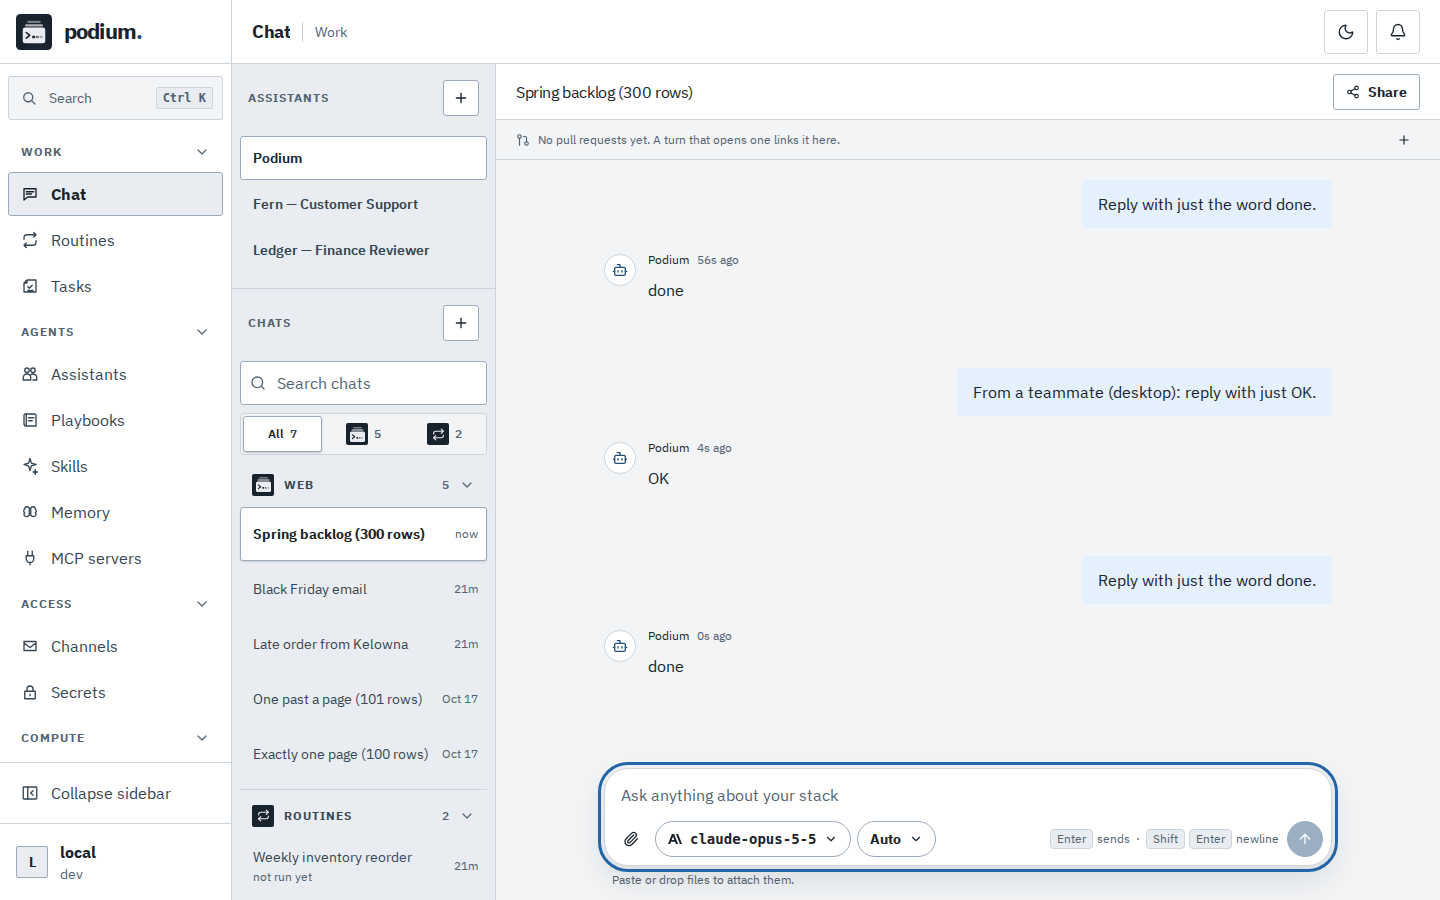 podium.
Search Ctrl K
WORK
Chat
Routines
Tasks
AGENTS
Assistants
Playbooks
Skills
Memory
MCP servers
ACCESS
Channels
Secrets
COMPUTE
Collapse sidebar
L
local
dev
Chat Work
ASSISTANTS
Podium
Fern — Customer Support
Ledger — Finance Reviewer
CHATS
Search chats
All 7 5 2
WEB 5
Spring backlog (300 rows) now
Black Friday email 21m
Late order from Kelowna 21m
One past a page (101 rows) Oct 17
Exactly one page (100 rows) Oct 17
ROUTINES 2
Weekly inventory reorder 21m
not run yet
Spring backlog (300 rows) Share
No pull requests yet. A turn that opens one links it here.
Reply with just the word done.
Podium 56s ago
done
From a teammate (desktop): reply with just OK.
Podium 4s ago
OK
Reply with just the word done.
Podium 0s ago
done
Ask anything about your stack
claude-opus-5-5 Auto Enter sends · Shift Enter newline
Paste or drop files to attach them.